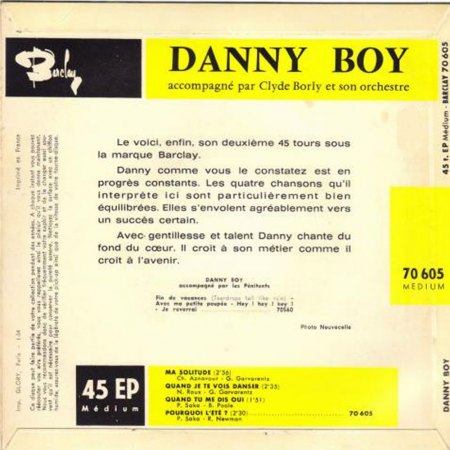 Barclay
DANNY BOY
accompagné par Clyde Borly et son orchestre
Le voici, enfin, son deuxième 45 tours sous
la marque Barclay.
Danny comme vous le constatez est en
progrès constants. Les quatre chansons qu'il
interprète ici sont particulièrement bien
équilibrées. Elles s'envolent agréablement vers
un succès certain.
Avec gentillesse et talent Danny chante du
fond du cœur. Il croit à son métier comme il
croit à l'avenir.
DANNY BOY
accompagné par les Pénitents
Fin de vacances (Teardrops fall like rain) -
Avec ma petite poupée - Hey ! hey ! hey !
- Je reverrai 70560
Photo Nouvacelle
70 605
MEDIUM
45 EP
Médium
MA SOLITUDE (2'36)
Ch. Aznavour - G. Garvarentz
QUAND JE TE VOIS DANSER (2'35)
N. Roux - G. Garvarentz
QUAND TU ME DIS OUI (1'51)
P. Saka - B. Poole
POURQUOI L'ÉTÉ ? (2'30) 70 605
P. Saka - R. Newman
45 t. EP Médium - BARCLAY 70 605
DANNY BOY
Imprimé en France
Imp. GLORY, Paris - 1-64